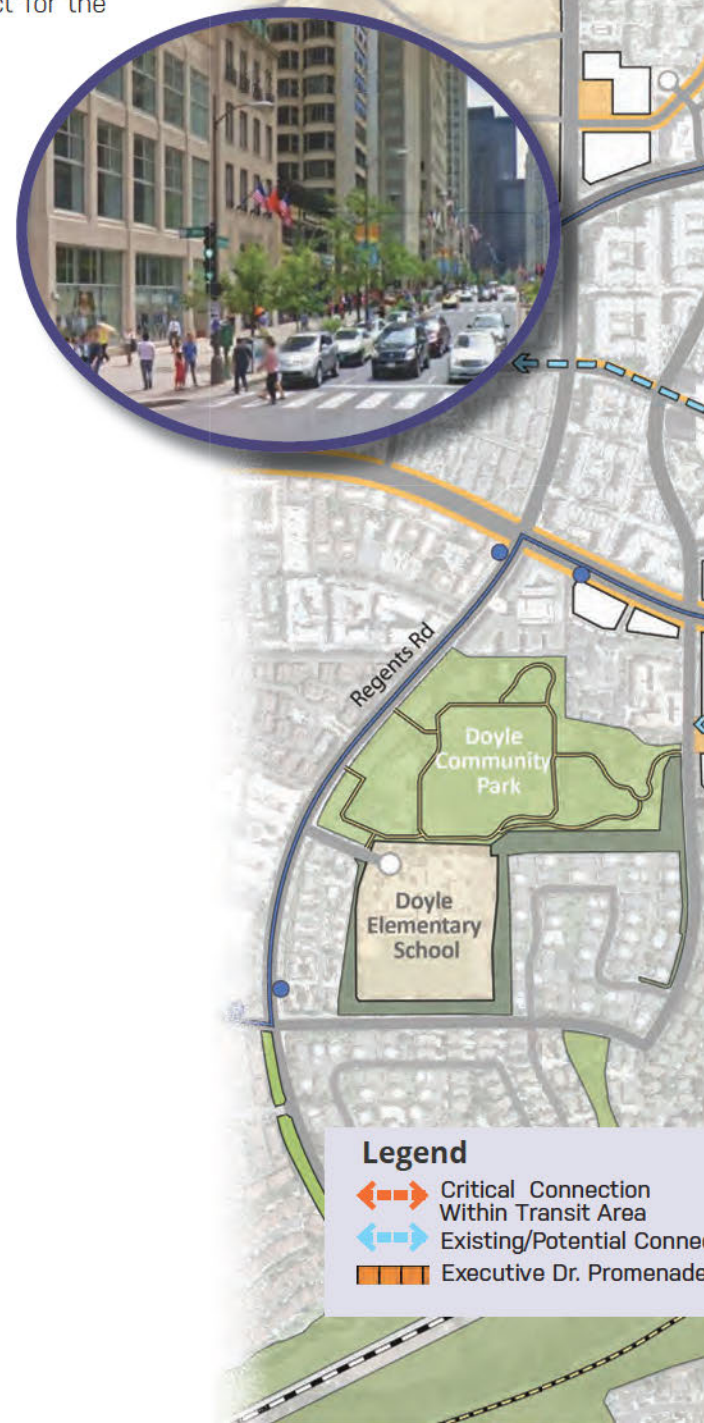 ct for the
Regents Rd
Doyle
Community
Park
Doyle
Elementary
School
Legend
Critical Connection
Within Transit Area
Existing/Potential Connec
Executive Dr. Promenade